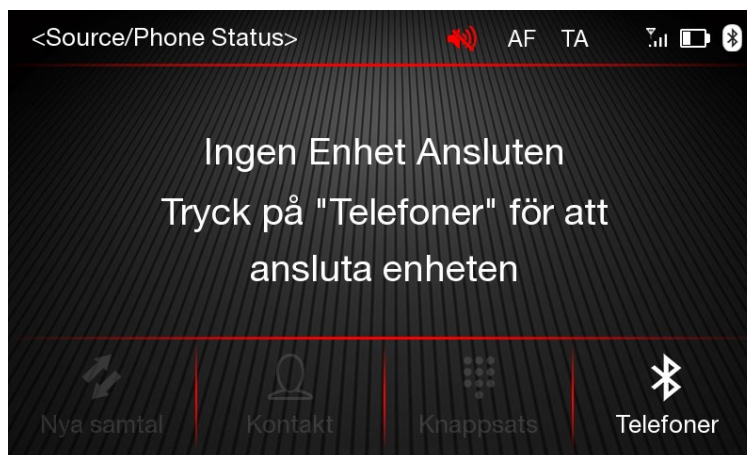 <Source/Phone Status> AF TA
Ingen Enhet Ansluten
Tryck på "Telefoner" för att
ansluta enheten
Nya samtal Kontakt Knappsats Telefoner